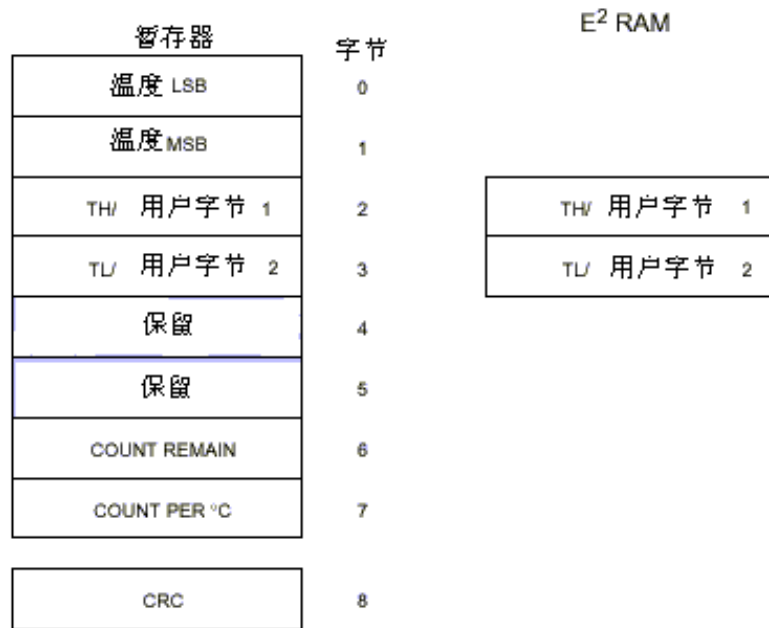 E² RAM
暂存器 字节
温度 LSB 0
温度 MSB 1
TH/ 用户字节 1 2 TH/ 用户字节 1
TL/ 用户字节 2 3 TL/ 用户字节 2
保留 4
保留 5
COUNT REMAIN 6
COUNT PER °C 7
CRC 8